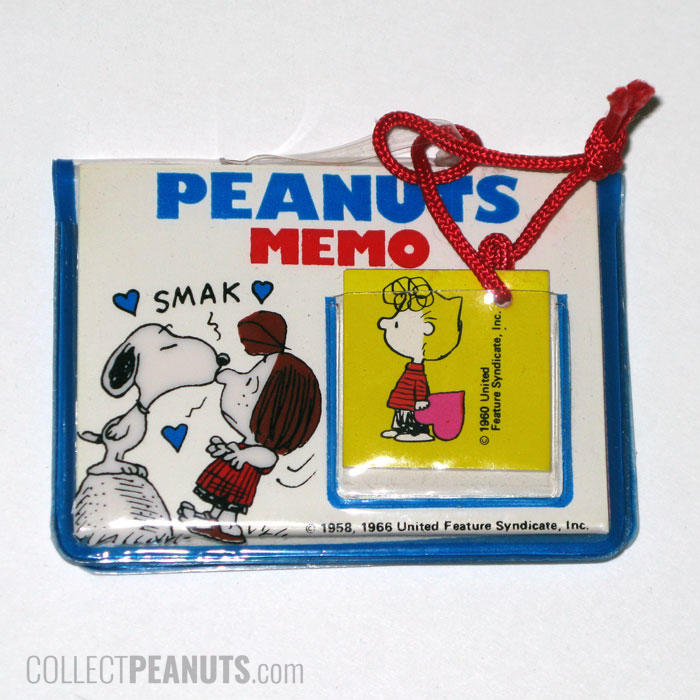 PEANUTS
MEMO
SMAK
© 1960 United
Feature Syndicate, Inc.
© 1958, 1966 United Feature Syndicate, Inc.
COLLECTPEANUTS.com